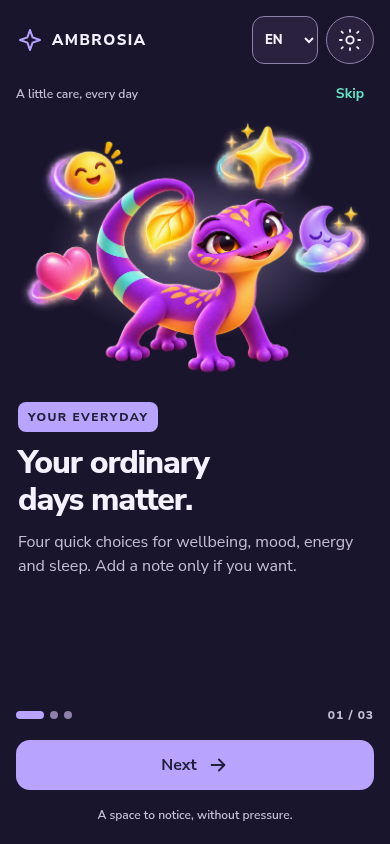 AMBROSIA
EN
A little care, every day
Skip
YOUR EVERYDAY
Your ordinary
days matter.
Four quick choices for wellbeing, mood, energy
and sleep. Add a note only if you want.
01 / 03
Next
A space to notice, without pressure.